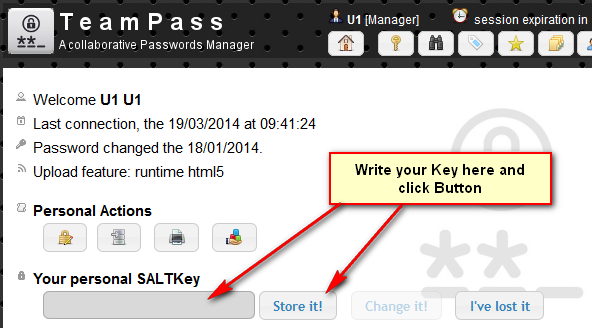 TeamPass
A collaborative Passwords Manager
U1 [Manager]
session expiration in
Welcome U1 U1
Last connection, the 19/03/2014 at 09:41:24
Password changed the 18/01/2014.
Upload feature: runtime html5
Write your Key here and
click Button
Personal Actions
Your personal SALTKey
Store it!
Change it!
I've lost it